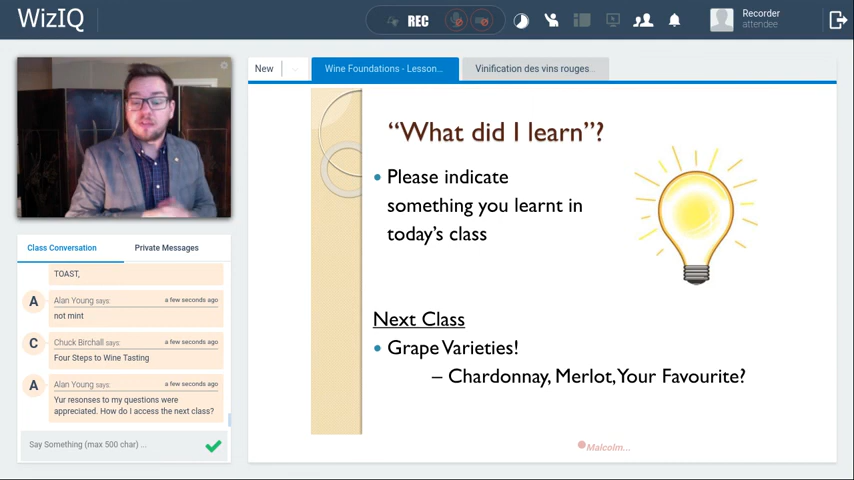 WizIQ
REC
Recorder
attendee
New
Wine Foundations - Lesson...
Vinification des vins rouges...
“What did I learn”?
• Please indicate
something you learnt in
today’s class
Next Class
• Grape Varieties!
– Chardonnay, Merlot, Your Favourite?
Malcolm...
Class Conversation
Private Messages
TOAST,
A
Alan Young says:
a few seconds ago
not mint
C
Chuck Birchall says:
a few seconds ago
Four Steps to Wine Tasting
A
Alan Young says:
a few seconds ago
Yur resonses to my questions were
appreciated. How do I access the next class?
Say Something (max 500 char) ...